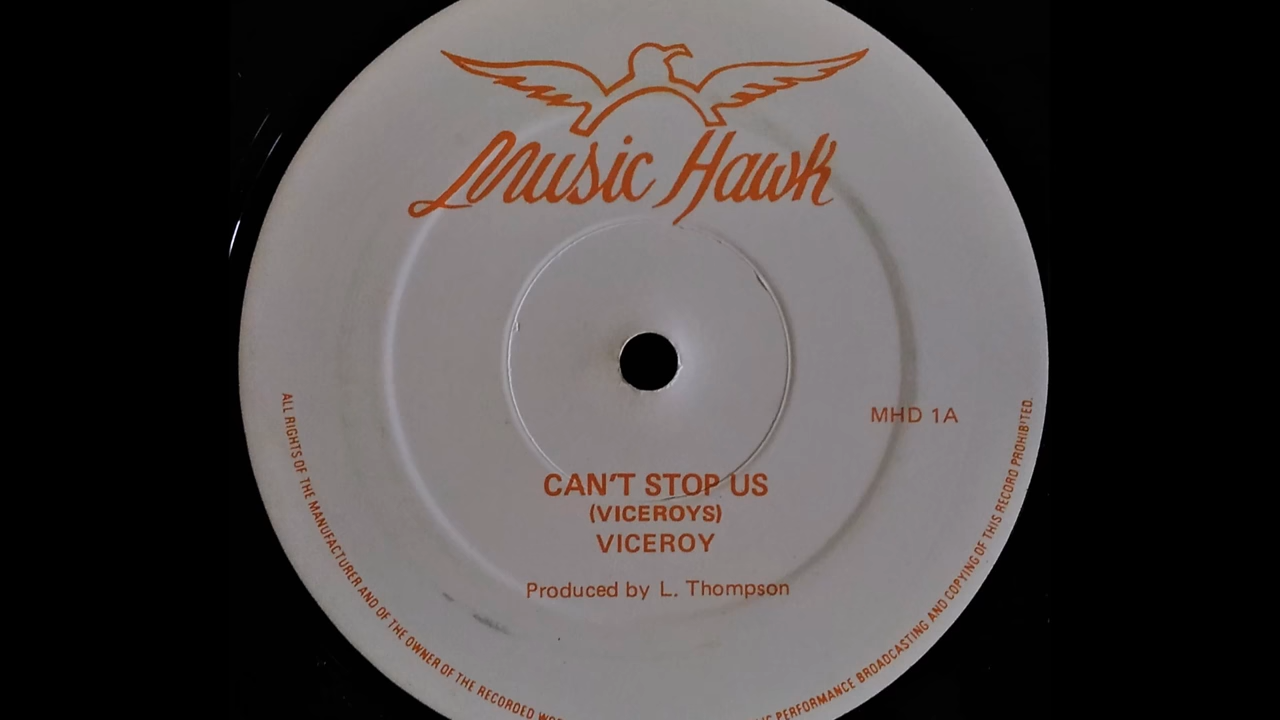 Music Hawk
MHD 1A
CAN'T STOP US
(VICEROYS)
VICEROY
Produced by L. Thompson
ALL RIGHTS OF THE MANUFACTURER AND OF THE OWNER OF THE RECORDED
PERFORMANCE BROADCASTING AND COPYING OF THIS RECORD PROHIBITED.